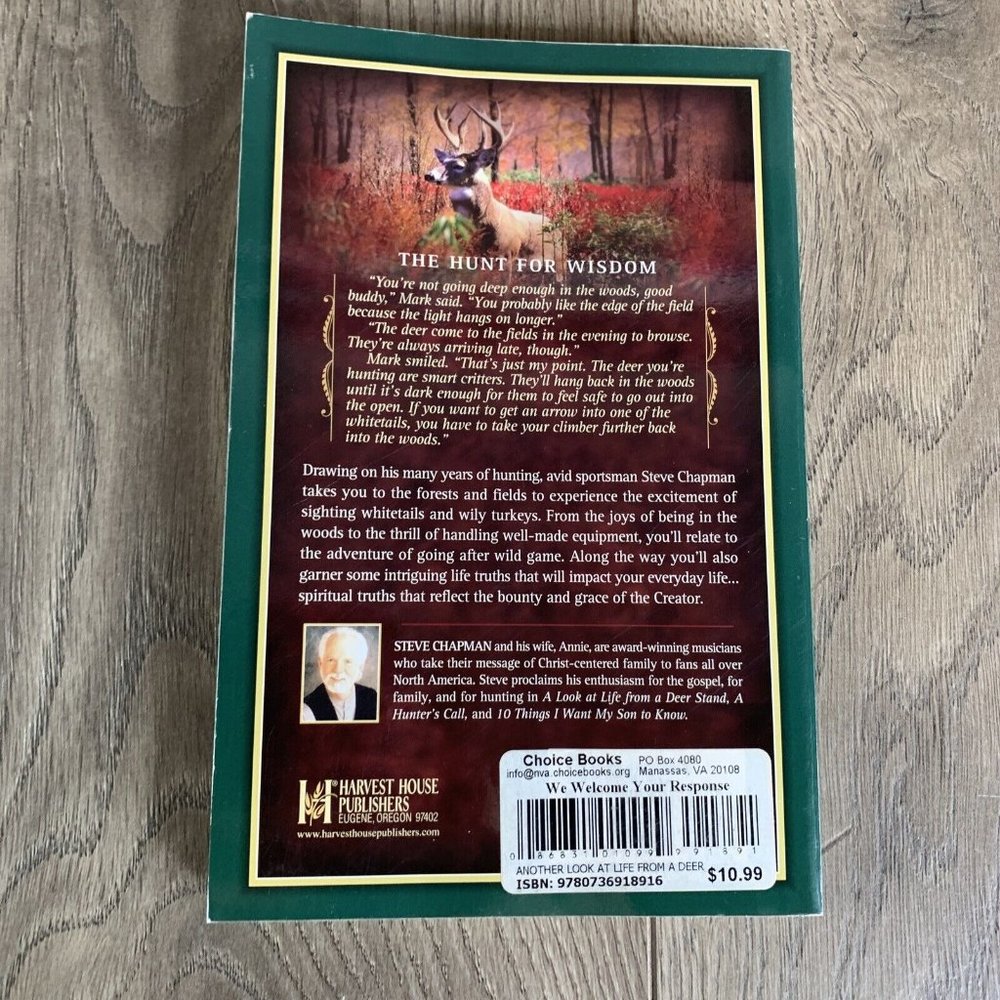 THE HUNT FOR WISDOM
“You’re not going deep enough in the woods, good
buddy,” Mark said. “You probably like the edge of the field
because the light hangs on longer.”
“The deer come to the fields in the evening to browse.
They’re always arriving late, though.”
Mark smiled. “That’s just my point. The deer you’re
hunting are smart critters. They’ll hang back in the woods
until it’s dark enough for them to feel safe to go out into
the open. If you want to get an arrow into one of the
whitetails, you have to take your climber further back
into the woods.”
Drawing on his many years of hunting, avid sportsman Steve Chapman
takes you to the forests and fields to experience the excitement of
sighting whitetails and wily turkeys. From the joys of being in the
woods to the thrill of handling well-made equipment, you’ll relate to
the adventure of going after wild game. Along the way you’ll also
garner some intriguing life truths that will impact your everyday life...
spiritual truths that reflect the bounty and grace of the Creator.
STEVE CHAPMAN and his wife, Annie, are award-winning musicians
who take their message of Christ-centered family to fans all over
North America. Steve proclaims his enthusiasm for the gospel, for
family, and for hunting in A Look at Life from a Deer Stand, A
Hunter’s Call, and 10 Things I Want My Son to Know.
H® HARVEST HOUSE
PUBLISHERS
EUGENE, OREGON 97402
www.harvesthousepublishers.com
Choice Books PO Box 4080
info@nva.choicebooks.org Manassas, VA 20108
We Welcome Your Response
0 86831 01099 991891
ANOTHER LOOK AT LIFE FROM A DEER
ISBN: 9780736918916 $10.99